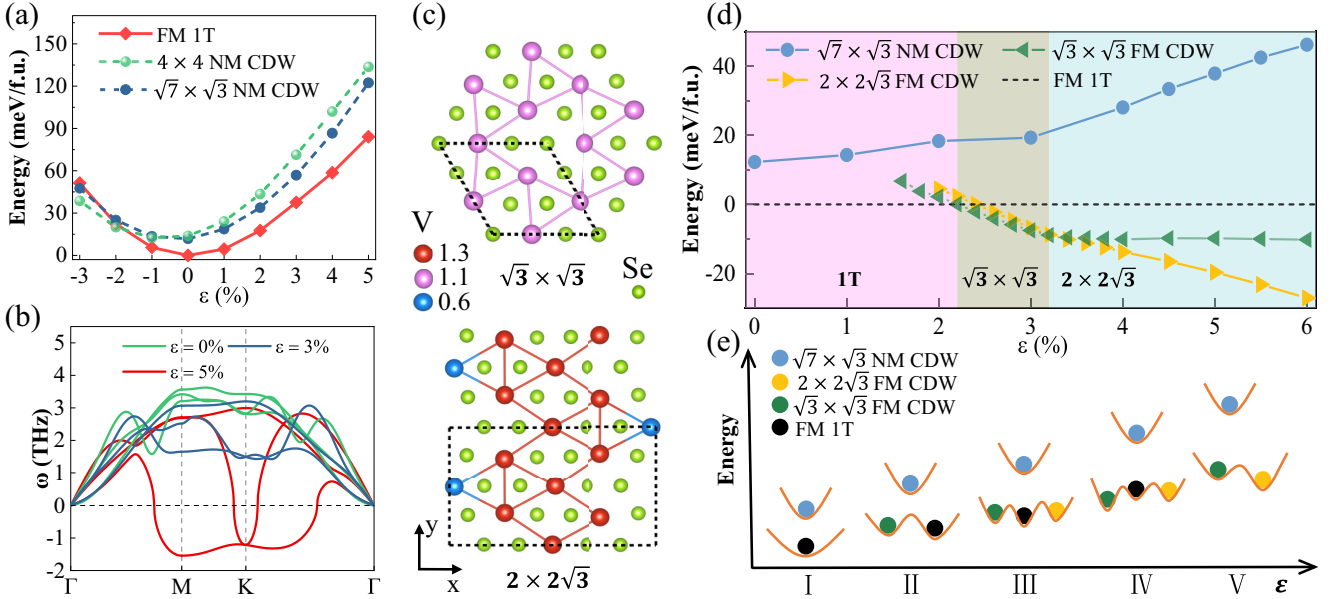 (a)
Energy (meV/f.u.)
150
120
90
60
30
0
FM 1T
4 × 4 NM CDW
√7 × √3 NM CDW
-3 -2 -1 0 1 2 3 4 5
ε (%)
(b)
ω (THz)
5
4
3
2
1
0
-1
-2
ε = 0%
ε = 3%
ε = 5%
Γ M K Γ
(c)
V
1.3
1.1
0.6
√3 × √3
Se
y
x
2 × 2√3
(d)
Energy (meV/f.u.)
40
20
0
-20
√7 × √3 NM CDW
√3 × √3 FM CDW
2 × 2√3 FM CDW
FM 1T
1T
√3 × √3
2 × 2√3
0 1 2 3 4 5 6
ε (%)
(e)
Energy
√7 × √3 NM CDW
2 × 2√3 FM CDW
√3 × √3 FM CDW
FM 1T
I II III IV V
ε